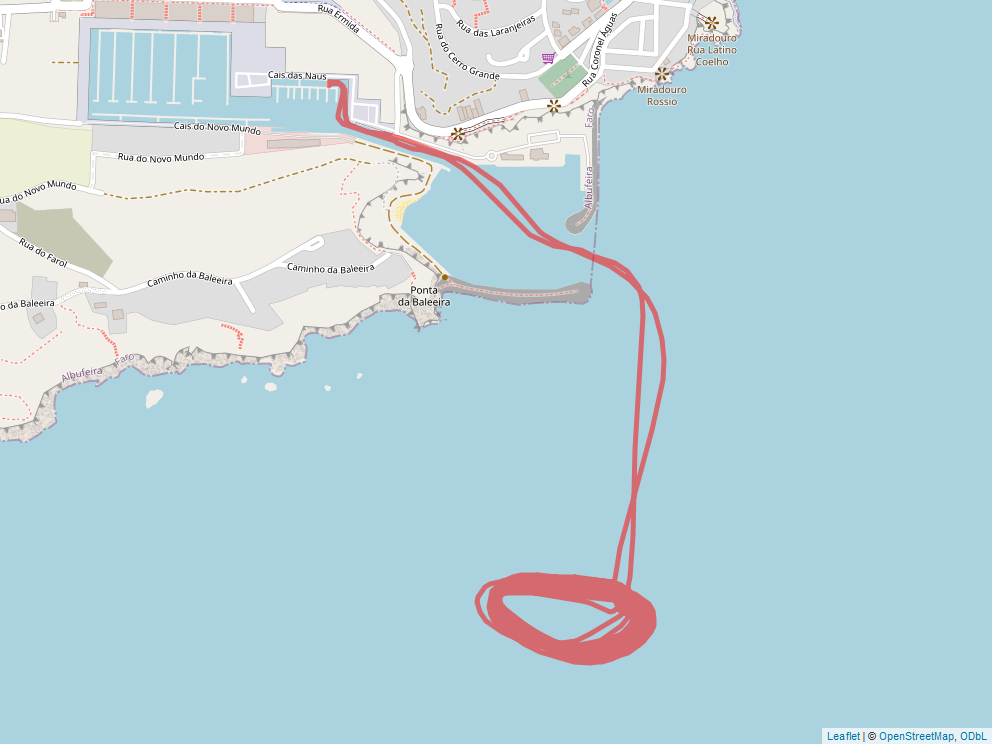 Rua Ermida
Rua das Laranjeiras
Rua do Cerro Grande
Rua Coronel Águas
Miradouro
Rua Latino
Coelho
Miradouro
Rossio
Cais das Naus
Cais do Novo Mundo
Rua do Novo Mundo
ua do Novo Mundo
Faro
Albufeira
Rua do Farol
Caminho da Baleeira
Caminho da Baleeira
o da Baleeira
Ponta
da Baleeira
Albufeira
Faro
Leaflet | © OpenStreetMap, ODbL